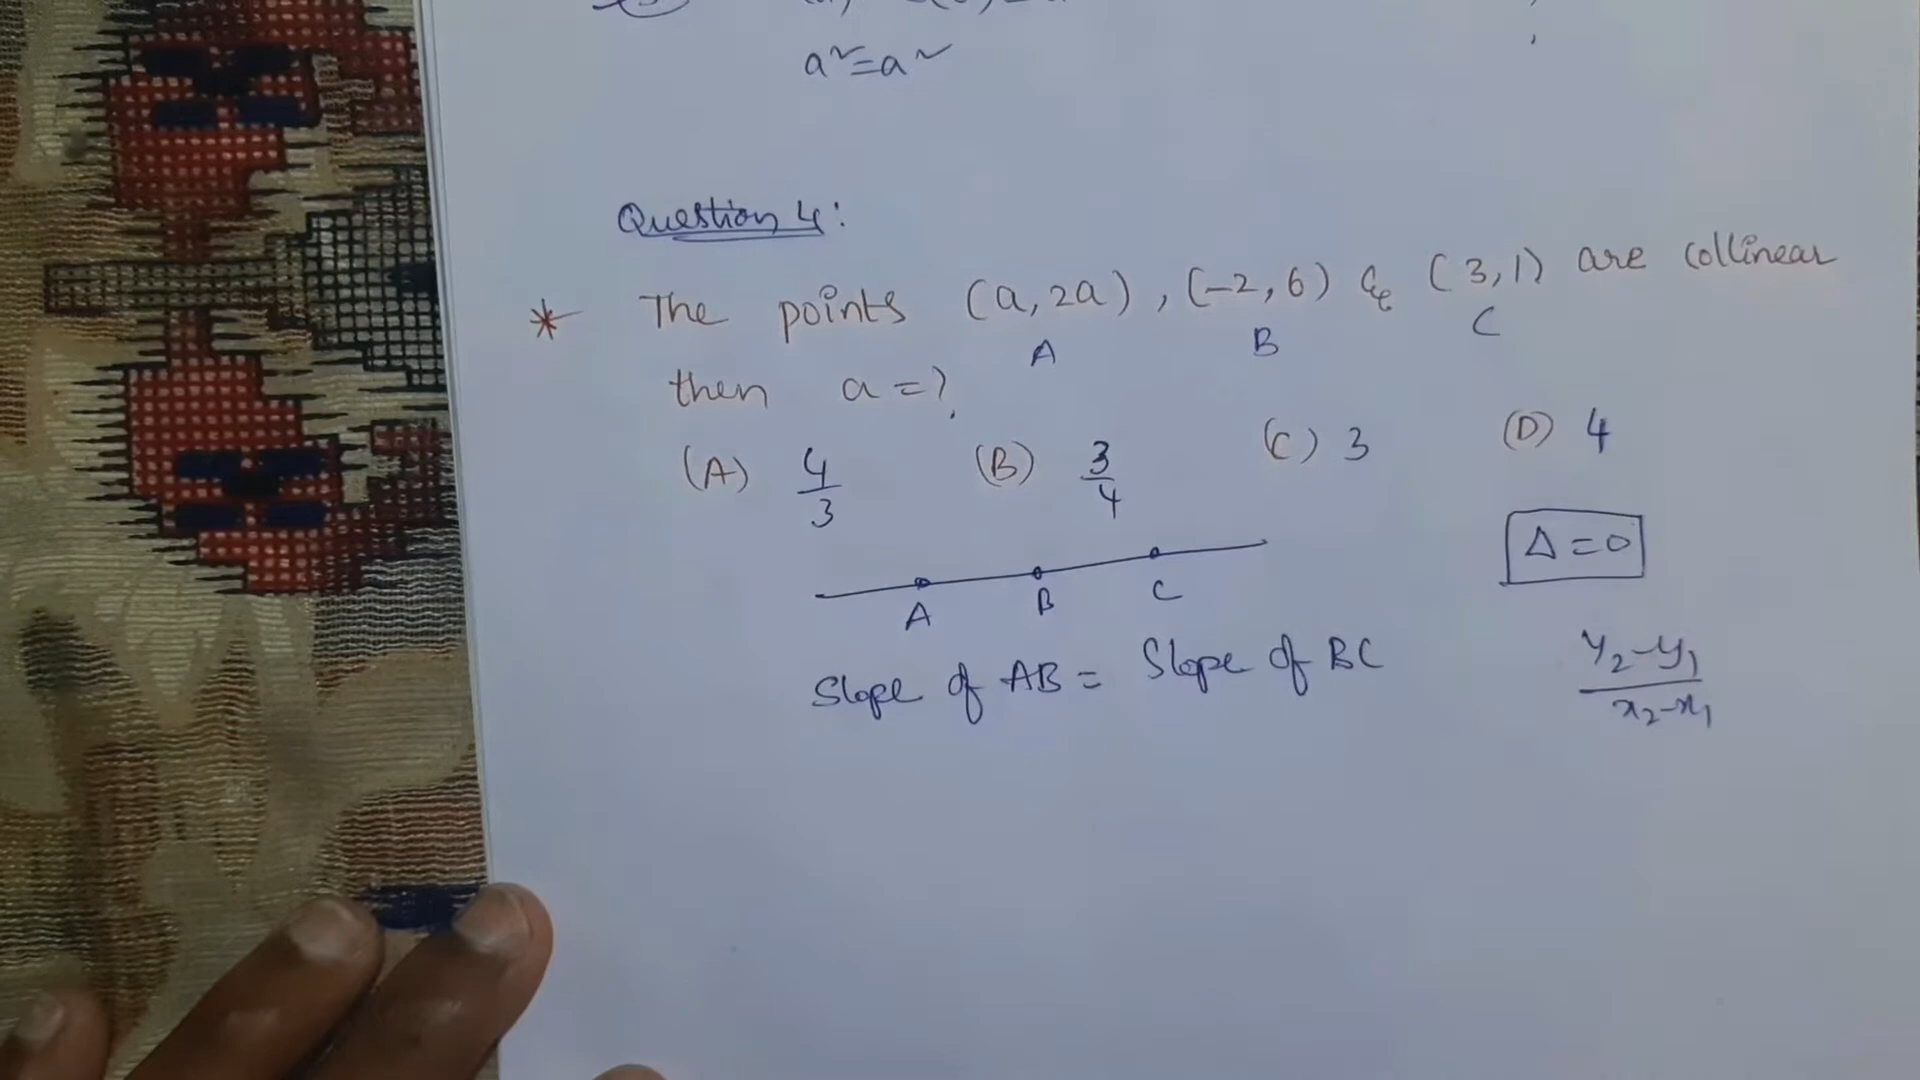 a²=a²
Question 4:
* The points (a, 2a), (-2, 6) & (3, 1) are collinear
A B C
then a=?
(A) 4/3 (B) 3/4 (C) 3 (D) 4
Δ=0
A B C
Slope of AB = Slope of BC
y₂-y₁/x₂-x₁